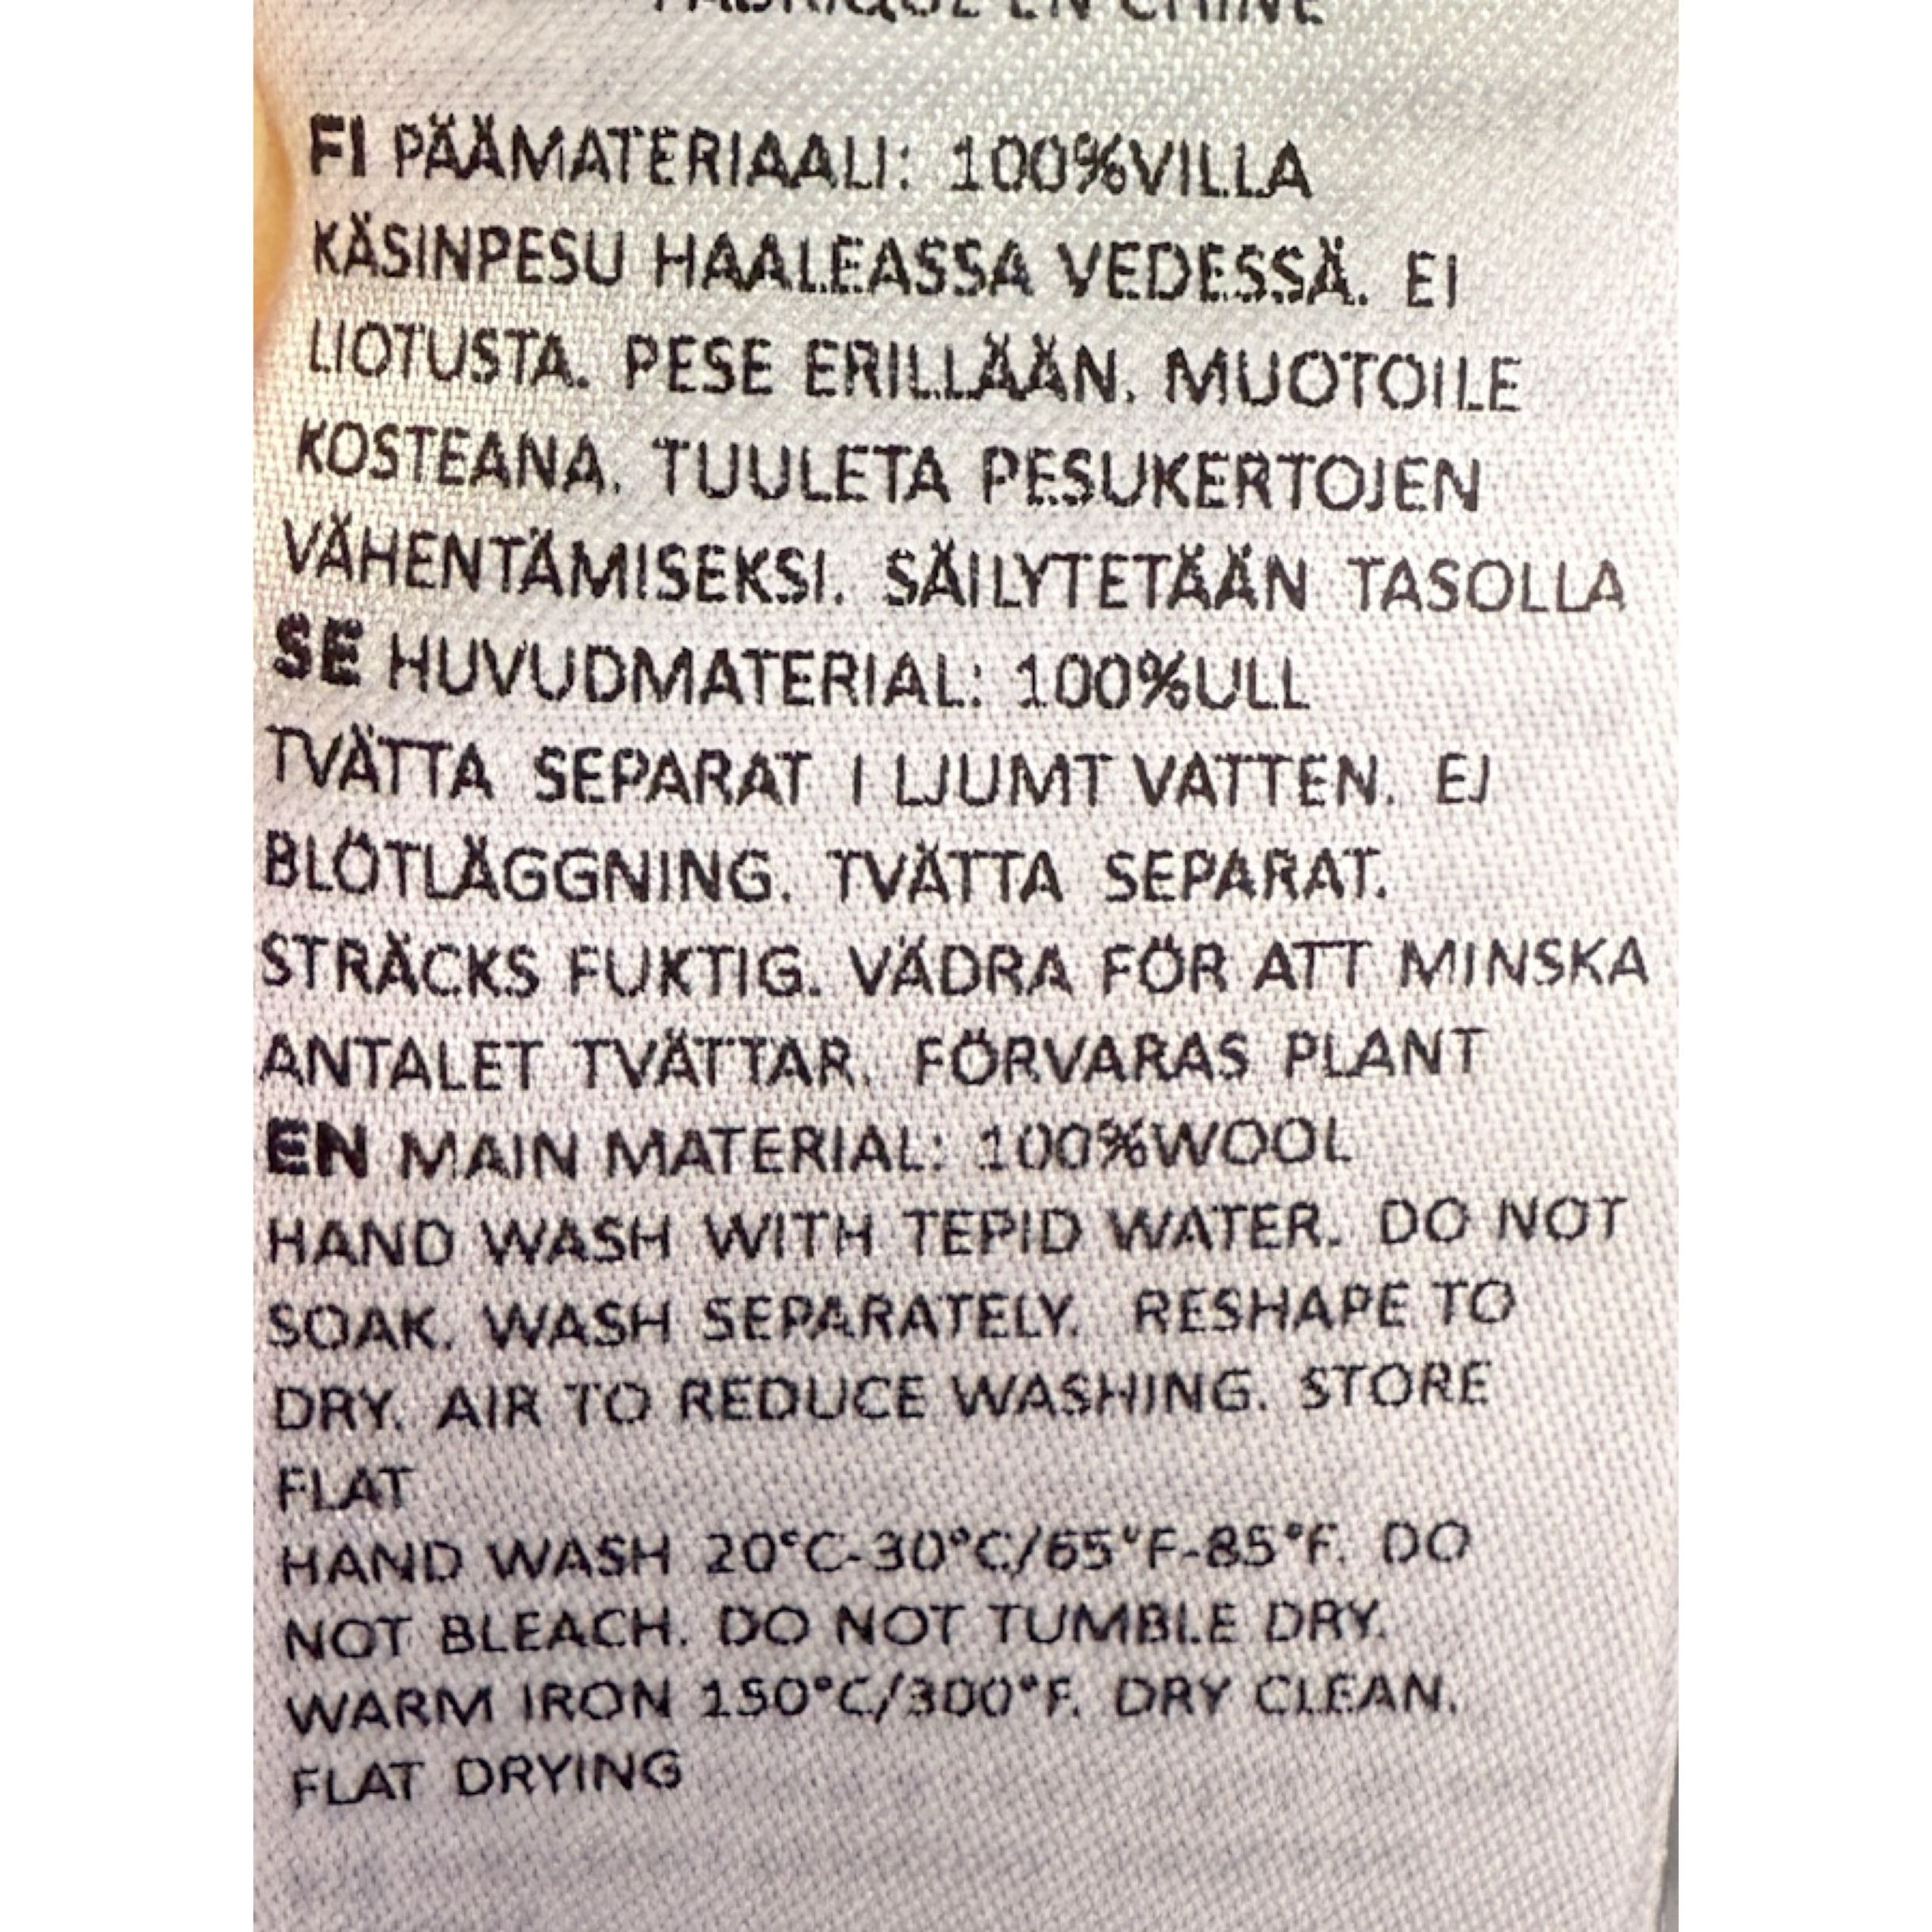 FABRIQUÉ EN CHINE
FI PÄÄMATERIAALI: 100%VILLA
KÄSINPESU HAALEASSA VEDESSÄ. EI
LIOTUSTA. PESE ERILLÄÄN. MUOTOILE
KOSTEANA. TUULETA PESUKERTOJEN
VÄHENTÄMISEKSI. SÄILYTETÄÄN TASOLLA
SE HUVUDMATERIAL: 100%ULL
TVÄTTA SEPARAT I LJUMT VATTEN. EJ
BLÖTLÄGGNING. TVÄTTA SEPARAT.
STRÄCKS FUKTIG. VÄDRA FÖR ATT MINSKA
ANTALET TVÄTTAR. FÖRVARAS PLANT
EN MAIN MATERIAL: 100%WOOL
HAND WASH WITH TEPID WATER. DO NOT
SOAK. WASH SEPARATELY. RESHAPE TO
DRY. AIR TO REDUCE WASHING. STORE
FLAT
HAND WASH 20°C-30°C/65°F-85°F. DO
NOT BLEACH. DO NOT TUMBLE DRY.
WARM IRON 150°C/300°F. DRY CLEAN.
FLAT DRYING